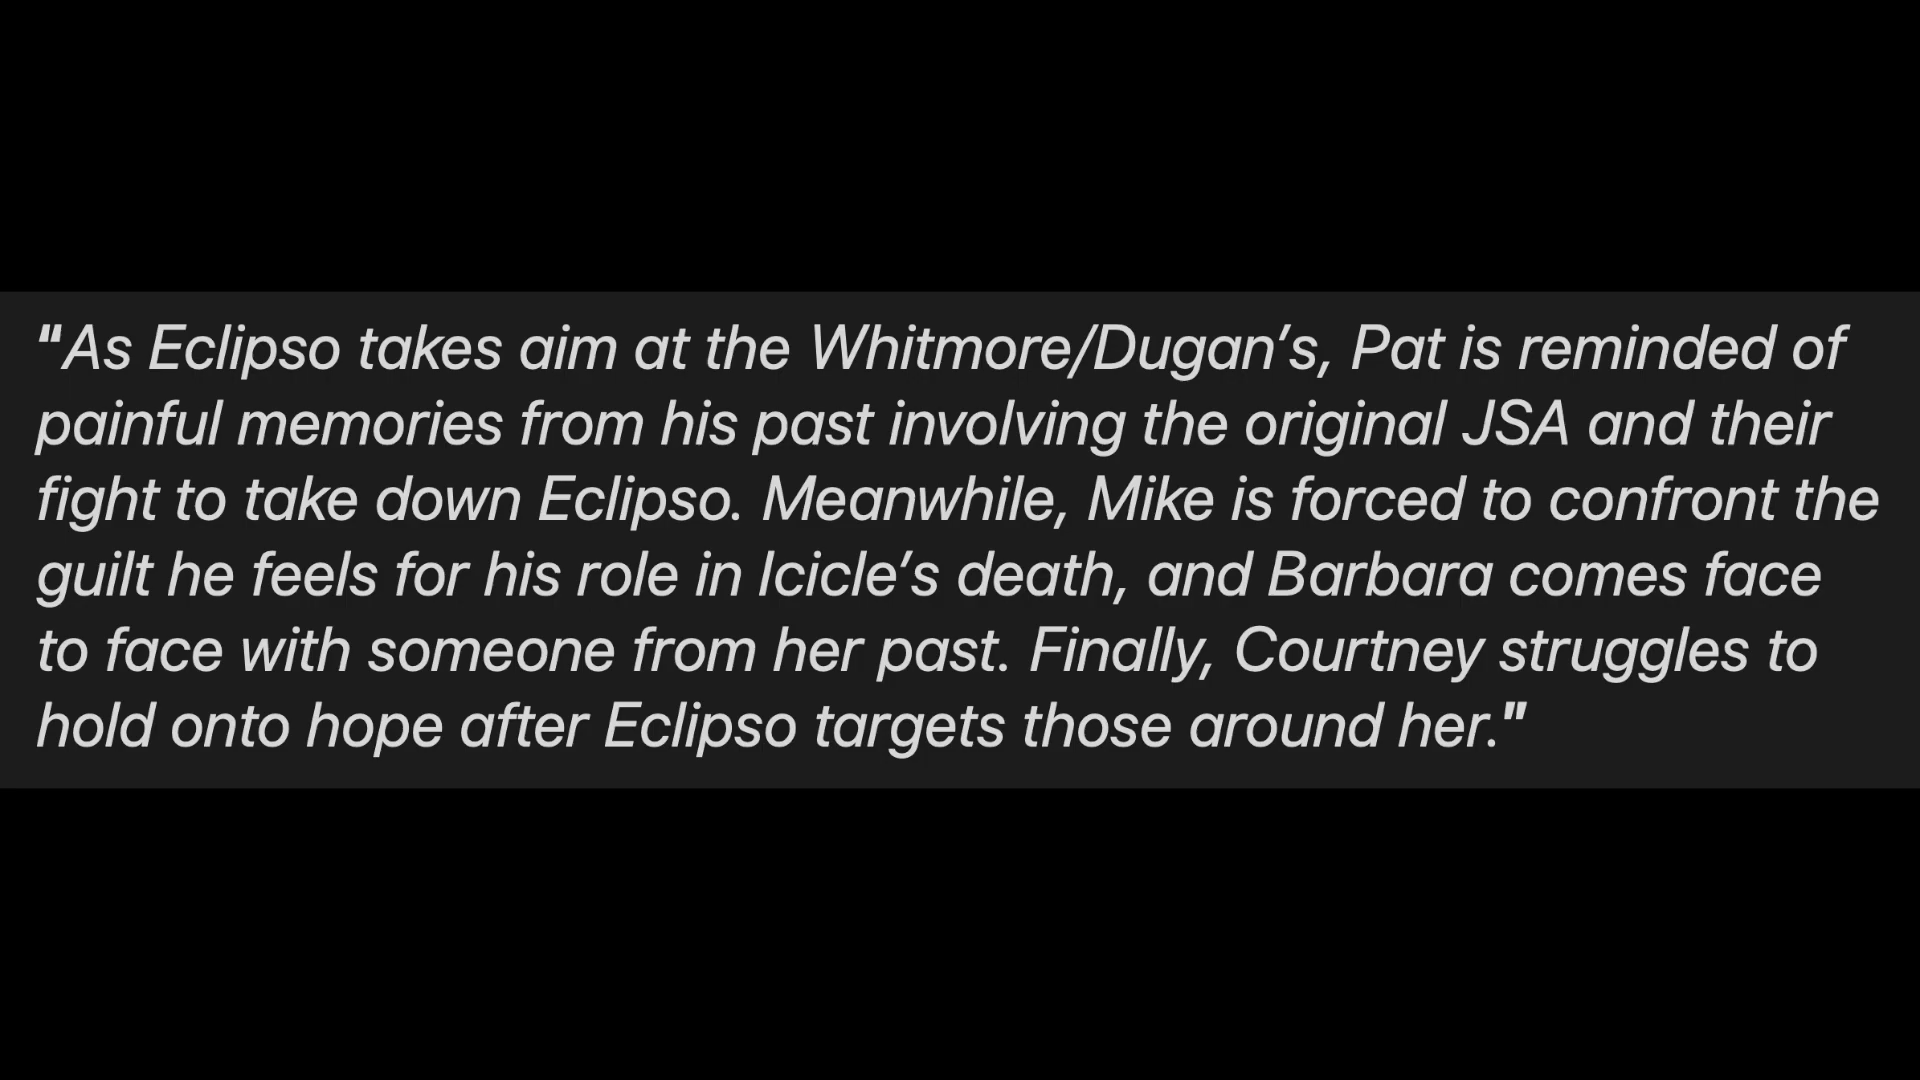 "As Eclipso takes aim at the Whitmore/Dugan’s, Pat is reminded of
painful memories from his past involving the original JSA and their
fight to take down Eclipso. Meanwhile, Mike is forced to confront the
guilt he feels for his role in Icicle’s death, and Barbara comes face
to face with someone from her past. Finally, Courtney struggles to
hold onto hope after Eclipso targets those around her."